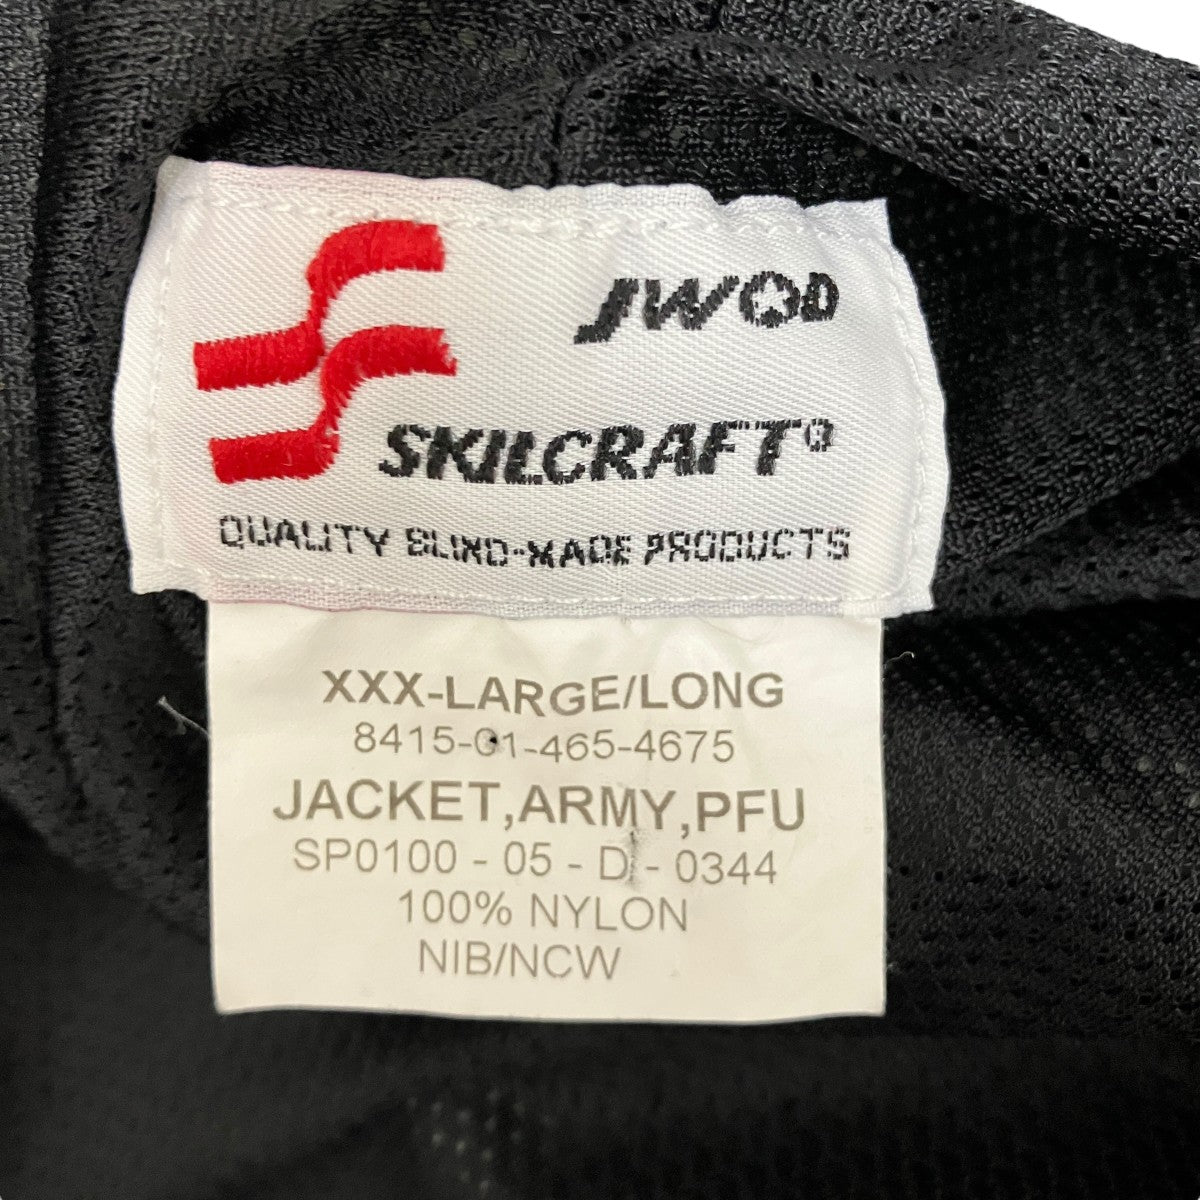 JWOD
SKILCRAFT®
QUALITY BLIND-MADE PRODUCTS
XXX-LARGE/LONG
8415-01-465-4675
JACKET,ARMY,PFU
SP0100 - 05 - D - 0344
100% NYLON
NIB/NCW